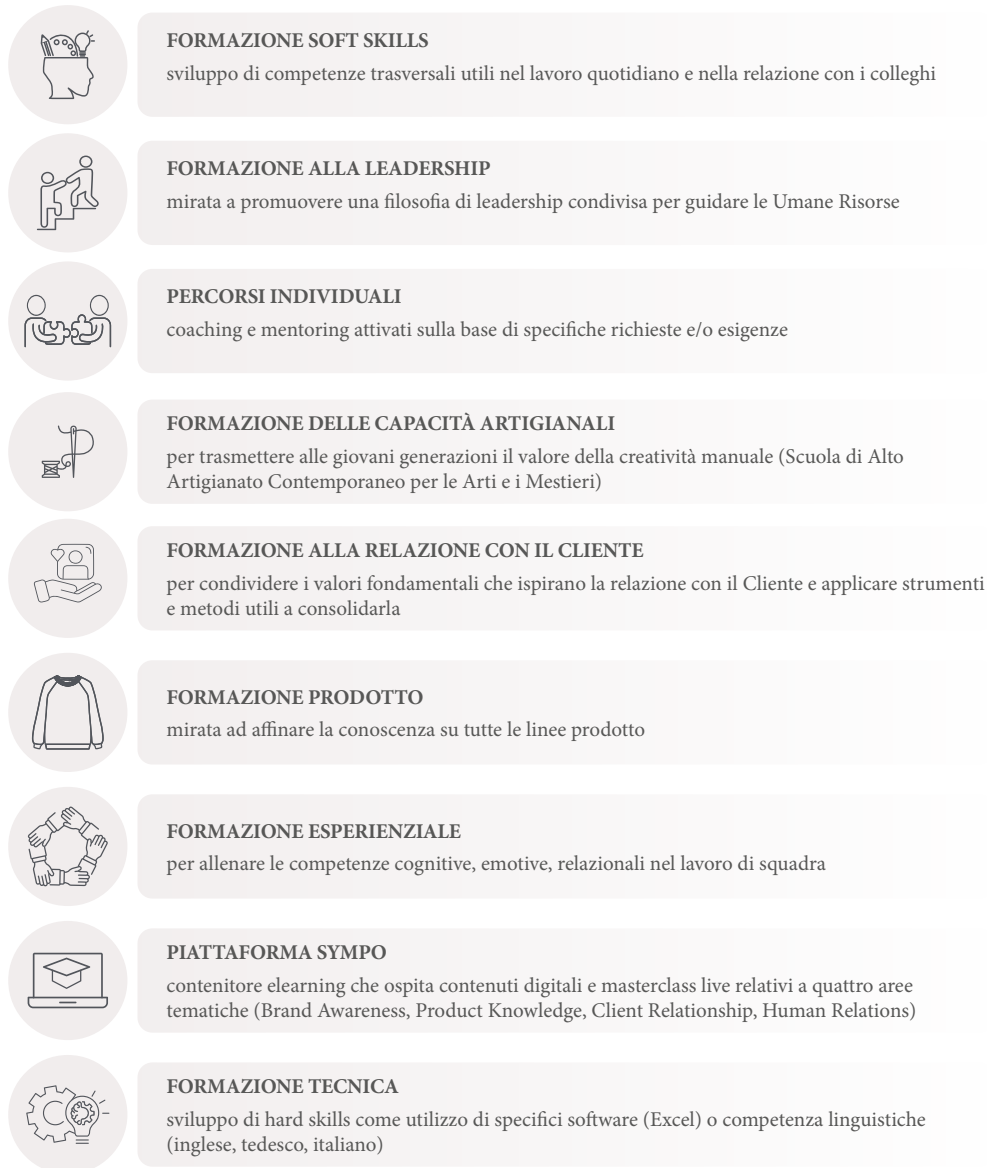 FORMAZIONE SOFT SKILLS
sviluppo di competenze trasversali utili nel lavoro quotidiano e nella relazione con i colleghi
FORMAZIONE ALLA LEADERSHIP
mirata a promuovere una filosofia di leadership condivisa per guidare le Umane Risorse
PERCORSI INDIVIDUALI
coaching e mentoring attivati sulla base di specifiche richieste e/o esigenze
FORMAZIONE DELLE CAPACITÀ ARTIGIANALI
per trasmettere alle giovani generazioni il valore della creatività manuale (Scuola di Alto
Artigianato Contemporaneo per le Arti e i Mestieri)
FORMAZIONE ALLA RELAZIONE CON IL CLIENTE
per condividere i valori fondamentali che ispirano la relazione con il Cliente e applicare strumenti
e metodi utili a consolidarla
FORMAZIONE PRODOTTO
mirata ad affinare la conoscenza su tutte le linee prodotto
FORMAZIONE ESPERIENZIALE
per allenare le competenze cognitive, emotive, relazionali nel lavoro di squadra
PIATTAFORMA SYMPO
contenitore elearning che ospita contenuti digitali e masterclass live relativi a quattro aree
tematiche (Brand Awareness, Product Knowledge, Client Relationship, Human Relations)
FORMAZIONE TECNICA
sviluppo di hard skills come utilizzo di specifici software (Excel) o competenza linguistiche
(inglese, tedesco, italiano)